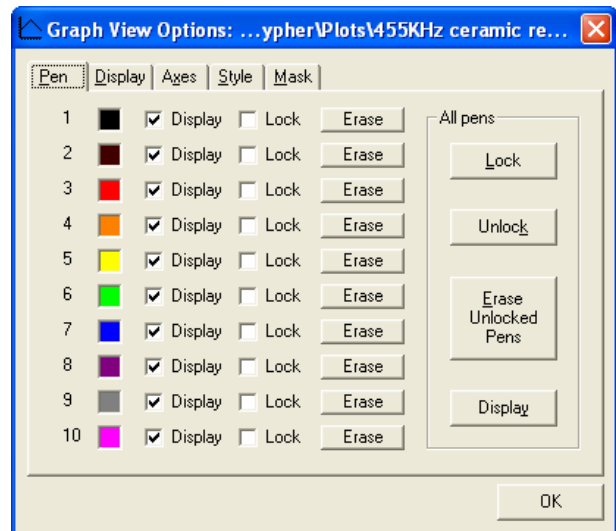 Graph View Options: ...ypher\Plots\455KHz ceramic re...
Pen Display Axes Style Mask
1 Display Lock Erase
2 Display Lock Erase
3 Display Lock Erase
4 Display Lock Erase
5 Display Lock Erase
6 Display Lock Erase
7 Display Lock Erase
8 Display Lock Erase
9 Display Lock Erase
10 Display Lock Erase
All pens
Lock
Unlock
Erase
Unlocked
Pens
Display
OK